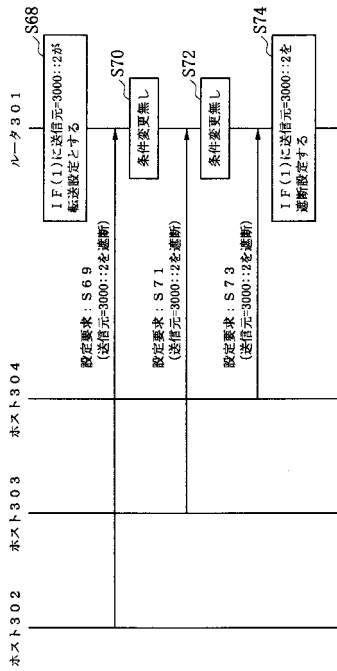 ホスト302
ホスト303
ホスト304
ルータ301
S68
IF(1)に送信元=3000::2が
転送設定とする
設定要求:S69
(送信元=3000::2を遮断)
S70
条件変更無し
設定要求:S71
(送信元=3000::2を遮断)
S72
条件変更無し
設定要求:S73
(送信元=3000::2を遮断)
S74
IF(1)に送信元=3000::2を
遮断設定する